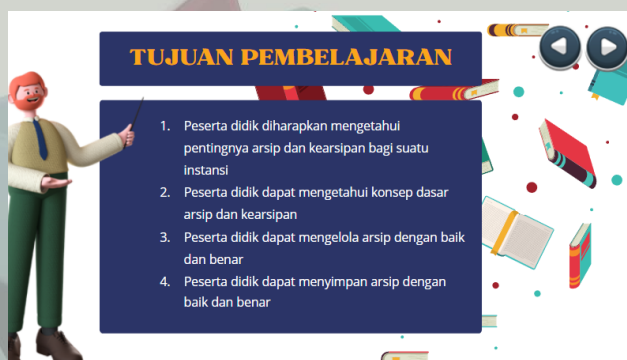 TUJUAN PEMBELAJARAN
1. Peserta didik diharapkan mengetahui
pentingnya arsip dan kearsipan bagi suatu
instansi
2. Peserta didik dapat mengetahui konsep dasar
arsip dan kearsipan
3. Peserta didik dapat mengelola arsip dengan baik
dan benar
4. Peserta didik dapat menyimpan arsip dengan
baik dan benar